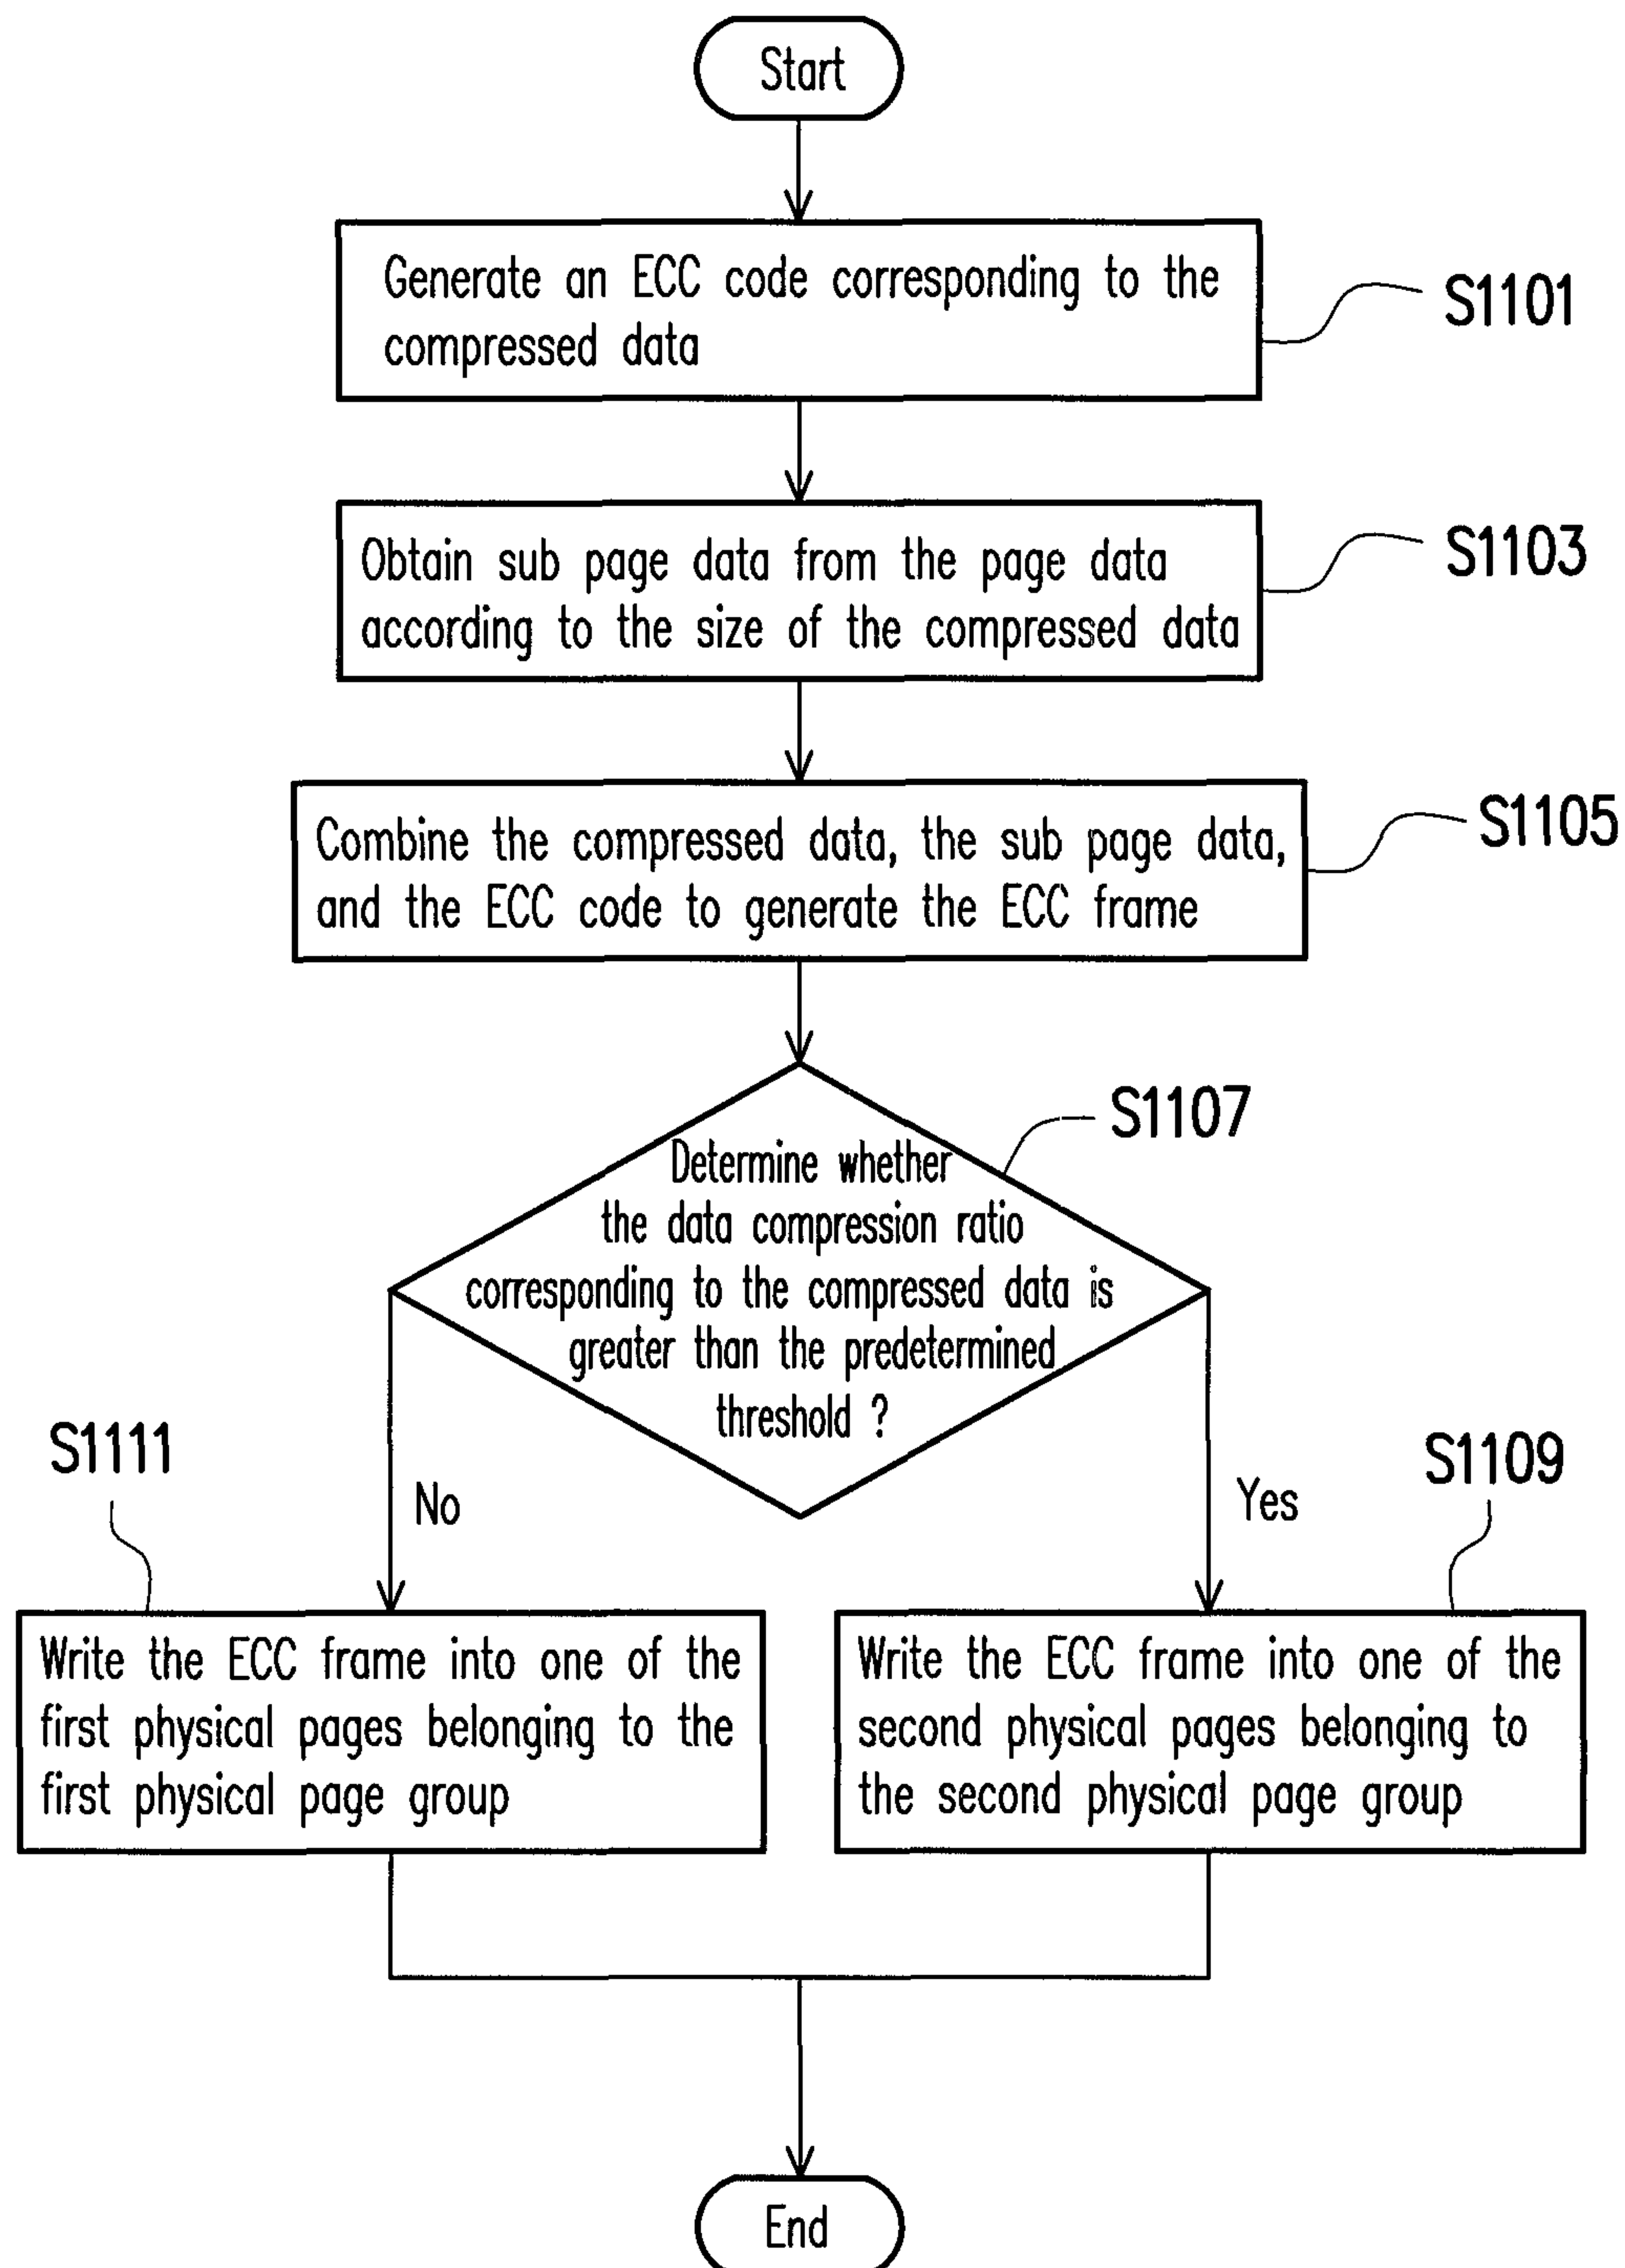 Start
Generate an ECC code corresponding to the
compressed data
S1101
Obtain sub page data from the page data
according to the size of the compressed data
S1103
Combine the compressed data, the sub page data,
and the ECC code to generate the ECC frame
S1105
Determine whether
the data compression ratio
corresponding to the compressed data is
greater than the predetermined
threshold ?
S1107
No
Yes
S1111
Write the ECC frame into one of the
first physical pages belonging to the
first physical page group
S1109
Write the ECC frame into one of the
second physical pages belonging to
the second physical page group
End